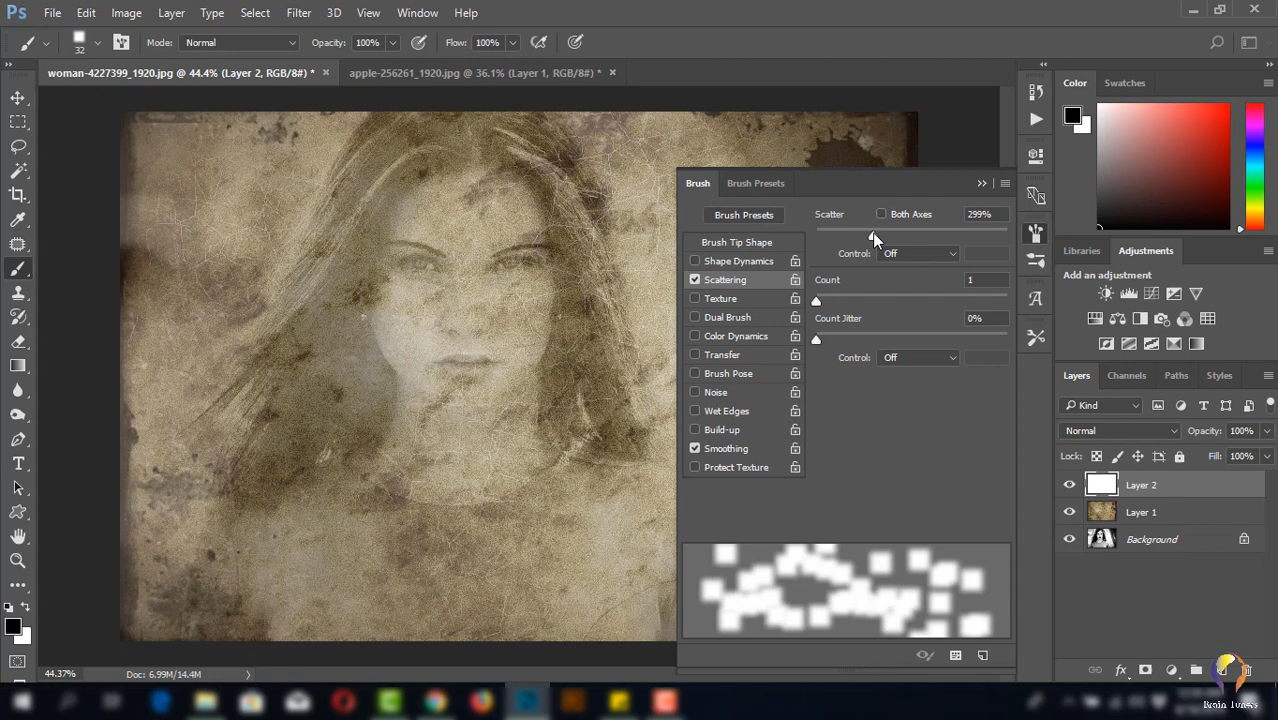 Ps File Edit Image Layer Type Select Filter 3D View Window Help
32 Mode: Normal Opacity: 100% Flow: 100%
woman-4227399_1920.jpg @ 44.4% (Layer 2, RGB/8#) * × apple-256261_1920.jpg @ 36.1% (Layer 1, RGB/8#) * ×
Color Swatches
Brush Brush Presets
Brush Presets
Scatter Both Axes 299%
Brush Tip Shape
Control: Off
Shape Dynamics
Scattering
Count 1
Texture
Dual Brush
Count Jitter 0%
Color Dynamics
Transfer
Control: Off
Brush Pose
Noise
Wet Edges
Build-up
Smoothing
Protect Texture
Libraries Adjustments
Add an adjustment
Layers Channels Paths Styles
Kind
Normal Opacity: 100%
Lock: Fill: 100%
Layer 2
Layer 1
Background
44.37% Doc: 6.99M/14.4M
Brain Tunses